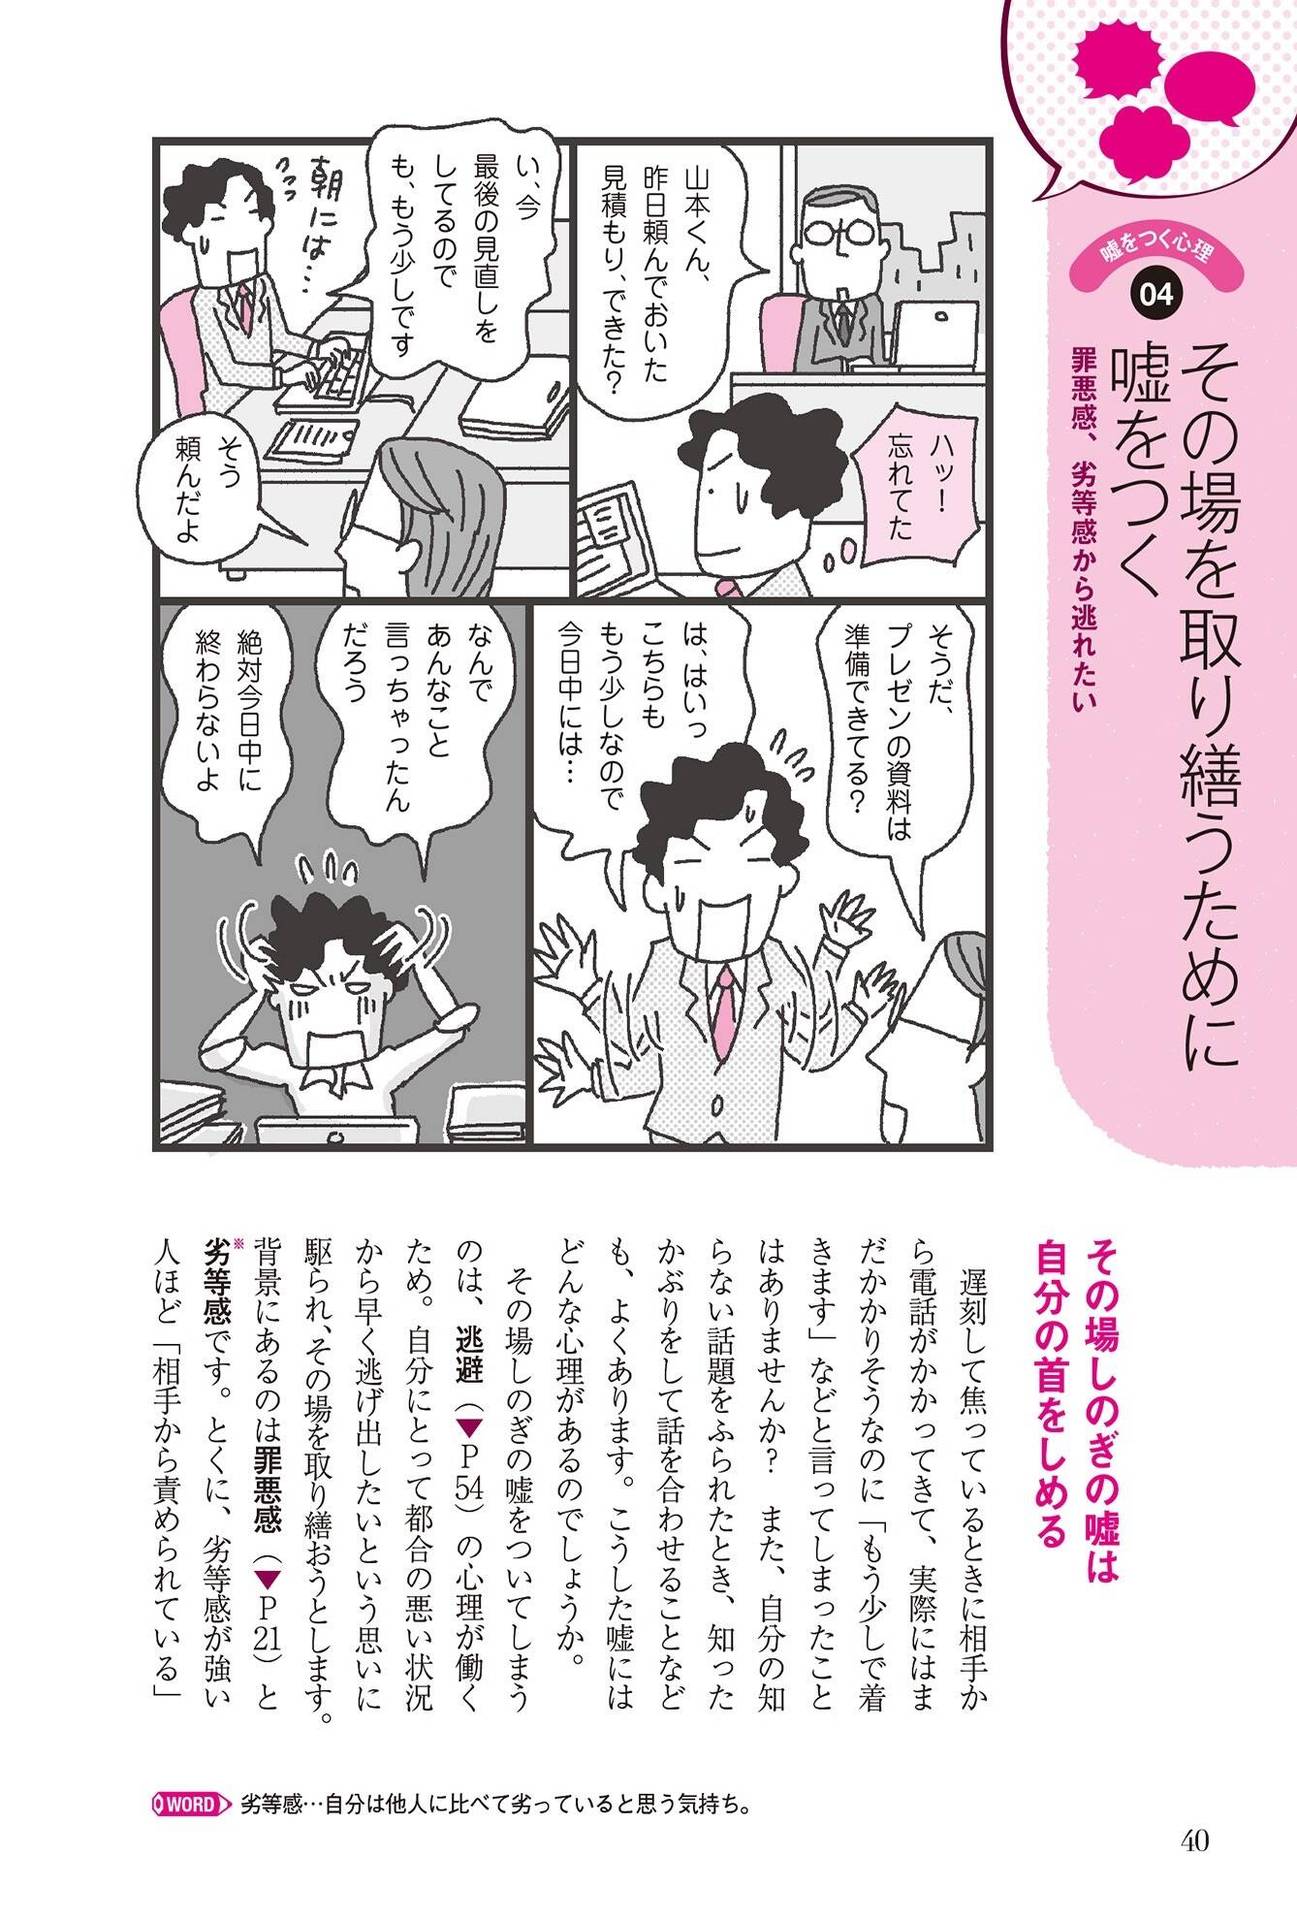 嘘をつく心理
04
その場を取り繕うために
嘘をつく
罪悪感、劣等感から逃れたい
山本くん、
昨日頼んでおいた
見積もり、できた?
ハッ!
忘れてた
い、今
最後の見直しを
してるので
も、もう少しです
朝には…
そう
頼んだよ
そうだ、
プレゼンの資料は
準備できてる?
は、はいっ
こちらも
もう少しなので
今日中には…
なんで
あんなこと
言っちゃったん
だろう
絶対今日中に
終わらないよ
その場しのぎの嘘は
自分の首をしめる
遅刻して焦っているときに相手か
ら電話がかかってきて、実際にはま
だかかりそうなのに「もう少しで着
きます」などと言ってしまったこと
はありませんか? また、自分の知
らない話題をふられたとき、知った
かぶりをして話を合わせることなど
も、よくあります。こうした嘘には
どんな心理があるのでしょうか。
その場しのぎの嘘をついてしまう
のは、逃避(▼P54)の心理が働く
ため。自分にとって都合の悪い状況
から早く逃げ出したいという思いに
駆られ、その場を取り繕おうとします。
背景にあるのは罪悪感(▼P21)と
劣等感※です。とくに、劣等感が強い
人ほど「相手から責められている」
WORD 劣等感…自分は他人に比べて劣っていると思う気持ち。
40